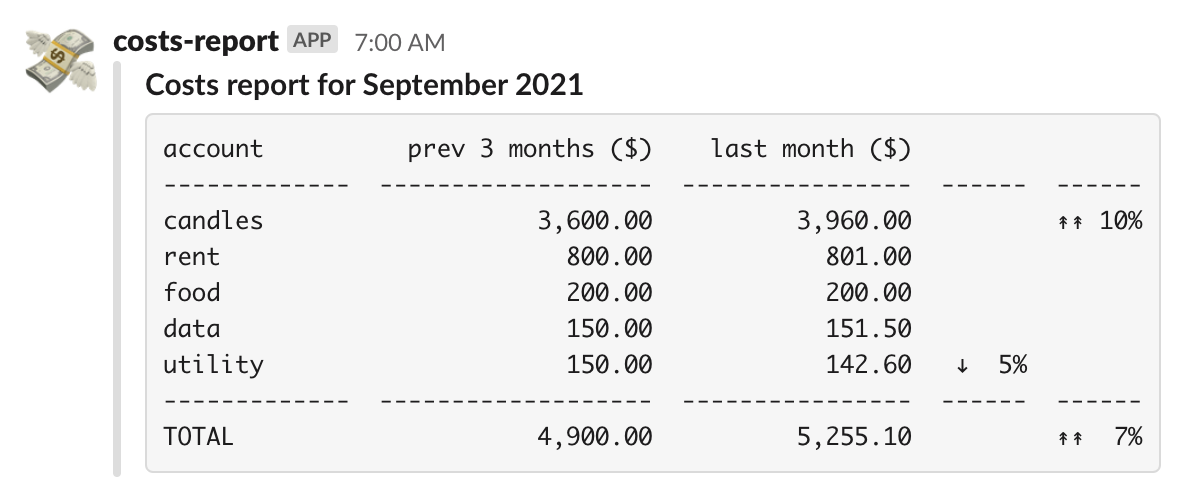 costs-report APP 7:00 AM
Costs report for September 2021
account          prev 3 months ($)    last month ($)
-------------  -------------------  ----------------  ------  ------
candles                   3,600.00          3,960.00          ↟↟ 10%
rent                        800.00            801.00
food                        200.00            200.00
data                        150.00            151.50
utility                     150.00            142.60   ↓  5%
-------------  -------------------  ----------------  ------  ------
TOTAL                     4,900.00          5,255.10          ↟↟  7%